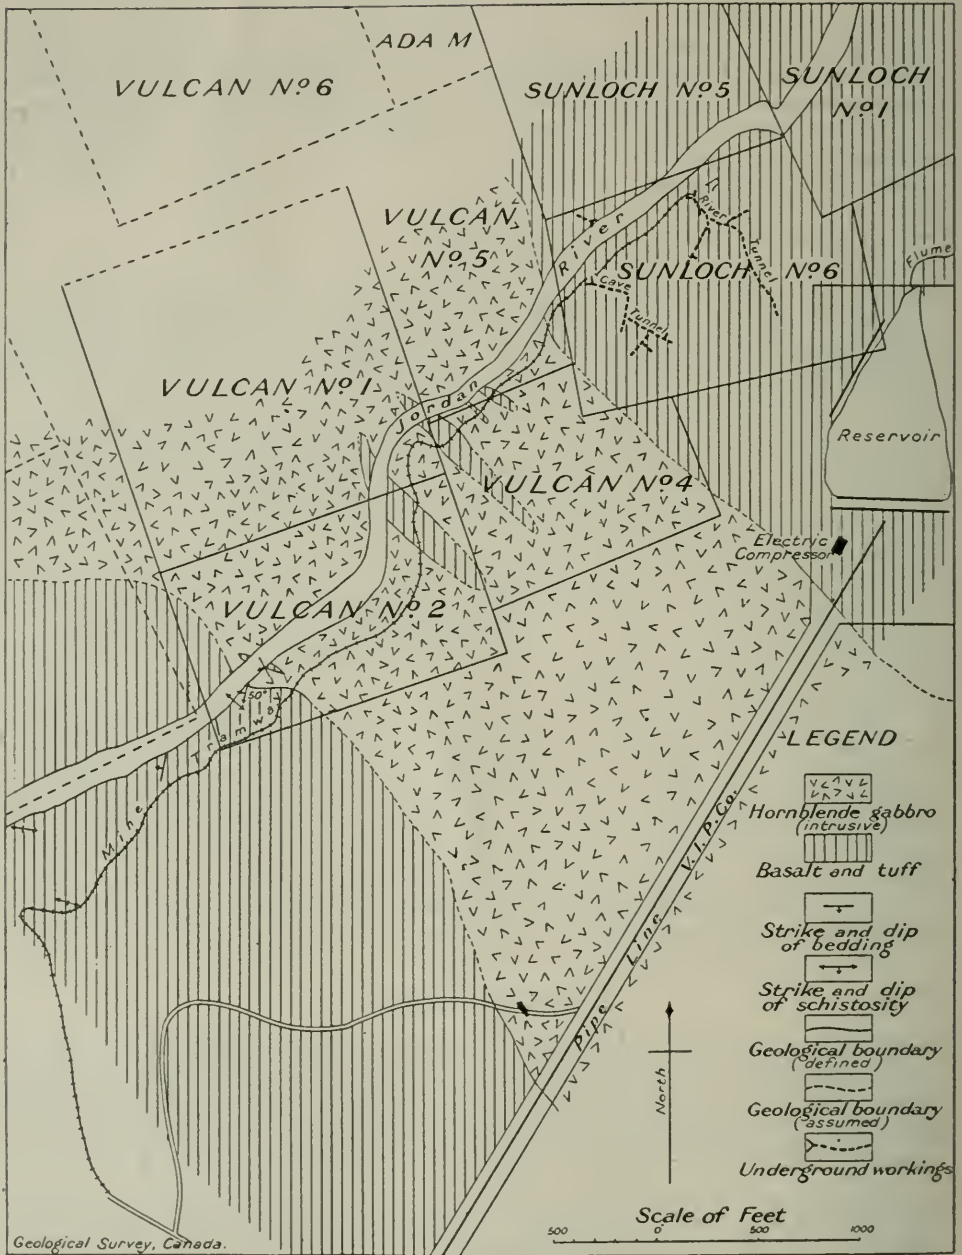 ADA M
VULCAN Nº6
SUNLOCH Nº5
SUNLOCH
Nº1
VULCAN
Nº5
River
River
Tunnel
SUNLOCH Nº6
Cave
Tunnel
Flume
VULCAN Nº1
Jordan
Reservoir
VULCAN Nº4
Electric
Compressor
VULCAN Nº2
50°
Mine
Pipe Line V.I.P.Co.
LEGEND
Hornblende gabbro
(intrusive)
Basalt and tuff
Strike and dip
of bedding
Strike and dip
of schistosity
Geological boundary
(defined)
Geological boundary
(assumed)
Underground workings
North
Scale of Feet
500 0 500 1000
Geological Survey, Canada.